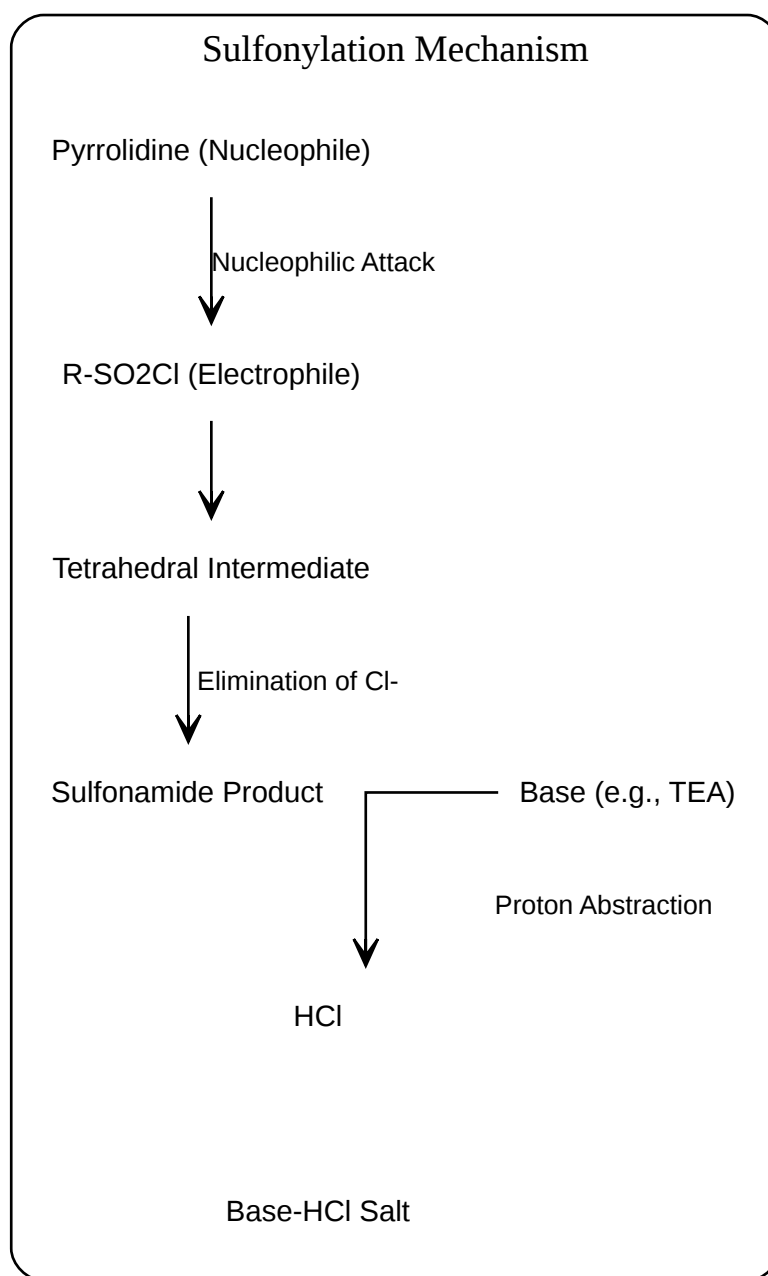 Sulfonylation Mechanism
Pyrrolidine (Nucleophile)
Nucleophilic Attack
R-SO2Cl (Electrophile)
Tetrahedral Intermediate
Elimination of Cl-
Sulfonamide Product
Base (e.g., TEA)
Proton Abstraction
HCl
Base-HCl Salt